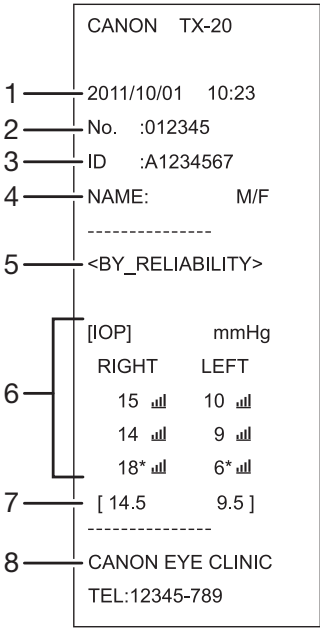 CANON TX-20
1 2011/10/01 10:23
2 No. :012345
3 ID :A1234567
4 NAME: M/F
---------------
5 <BY_RELIABILITY>
[IOP] mmHg
RIGHT LEFT
15 10
6 14 9
18* 6*
7 [ 14.5 9.5 ]
---------------
8 CANON EYE CLINIC
TEL:12345-789